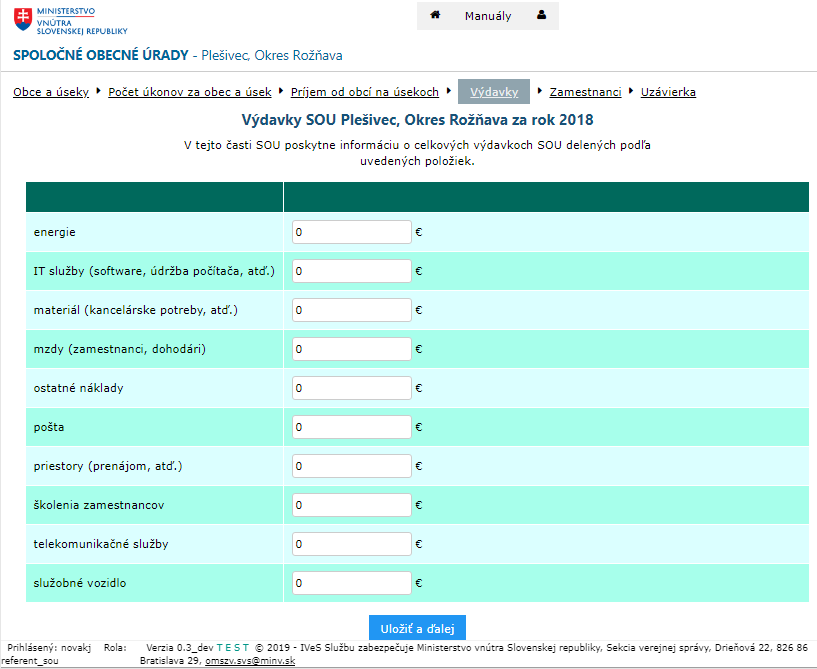 MINISTERSTVO
VNÚTRA
SLOVENSKEJ REPUBLIKY
Manuály
SPOLOČNÉ OBECNÉ ÚRADY - Plešivec, Okres Rožňava
Obce a úseky Počet úkonov za obec a úsek Príjem od obcí na úsekoch Výdavky Zamestnanci Uzávierka
Výdavky SOU Plešivec, Okres Rožňava za rok 2018
V tejto časti SOU poskytne informáciu o celkových výdavkoch SOU delených podľa
uvedených položiek.
energie 0 €
IT služby (software, údržba počítača, atď.) 0 €
materiál (kancelárske potreby, atď.) 0 €
mzdy (zamestnanci, dohodári) 0 €
ostatné náklady 0 €
pošta 0 €
priestory (prenájom, atď.) 0 €
školenia zamestnancov 0 €
telekomunikačné služby 0 €
služobné vozidlo 0 €
Uložiť a ďalej
Prihlásený: novakj Rola: Verzia 0.3_dev T E S T © 2019 - IVeS Službu zabezpečuje Ministerstvo vnútra Slovenskej republiky, Sekcia verejnej správy, Drieňová 22, 826 86
referent_sou Bratislava 29, omszv.svs@minv.sk